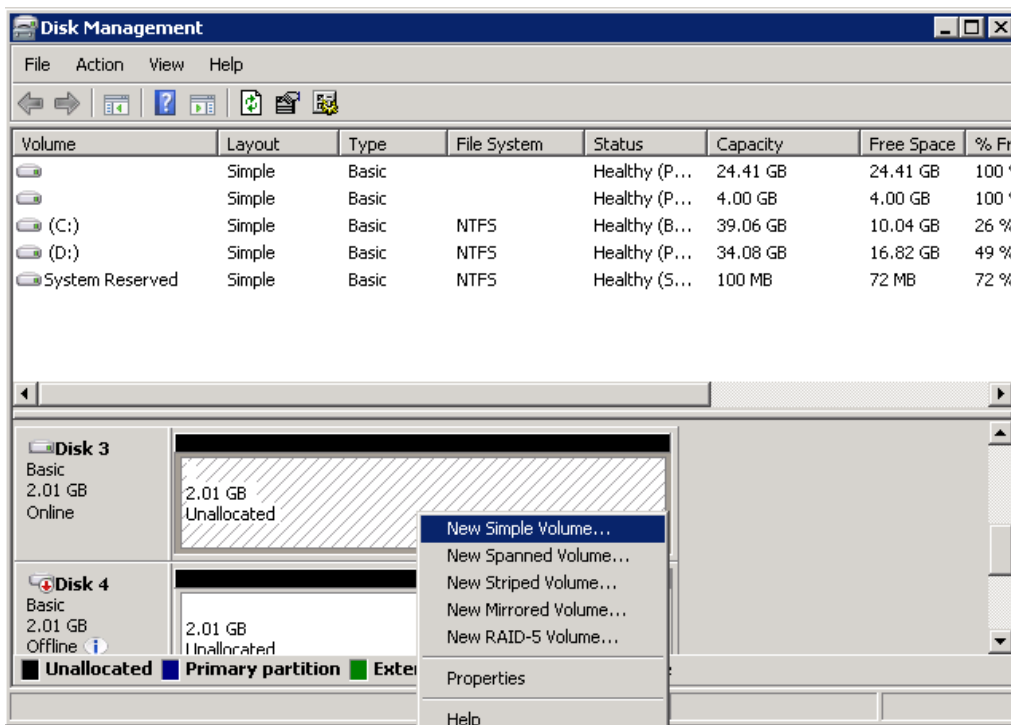 Disk Management
File Action View Help
Volume Layout Type File System Status Capacity Free Space % Fr
Simple Basic Healthy (P... 24.41 GB 24.41 GB 100 %
Simple Basic Healthy (P... 4.00 GB 4.00 GB 100 %
(C:) Simple Basic NTFS Healthy (B... 39.06 GB 10.04 GB 26 %
(D:) Simple Basic NTFS Healthy (P... 34.08 GB 16.82 GB 49 %
System Reserved Simple Basic NTFS Healthy (S... 100 MB 72 MB 72 %
Disk 3
Basic
2.01 GB
Online
2.01 GB
Unallocated
New Simple Volume...
New Spanned Volume...
New Striped Volume...
New Mirrored Volume...
New RAID-5 Volume...
Properties
Help
Disk 4
Basic
2.01 GB
Offline
2.01 GB
Unallocated
Unallocated Primary partition Exte